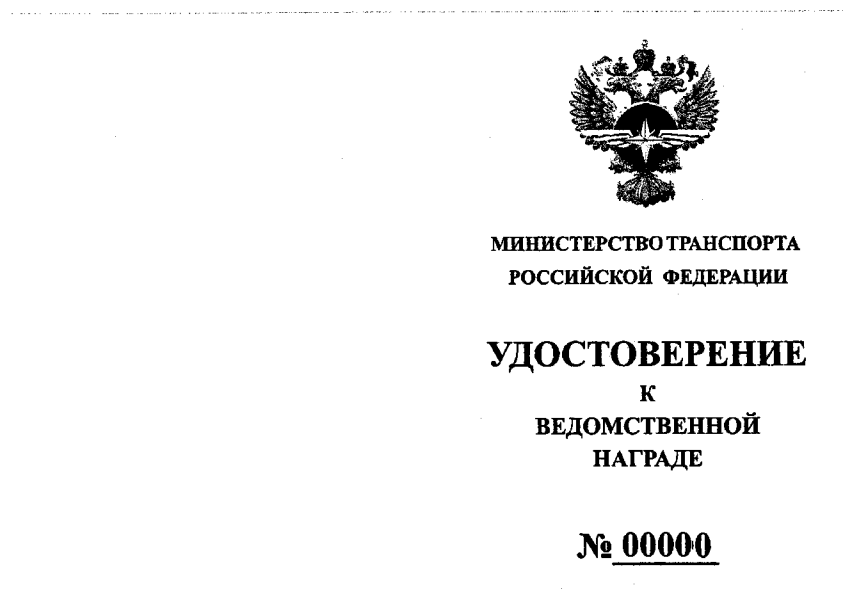 МИНИСТЕРСТВО ТРАНСПОРТА
РОССИЙСКОЙ ФЕДЕРАЦИИ
УДОСТОВЕРЕНИЕ
К
ВЕДОМСТВЕННОЙ
НАГРАДЕ
№ 00000